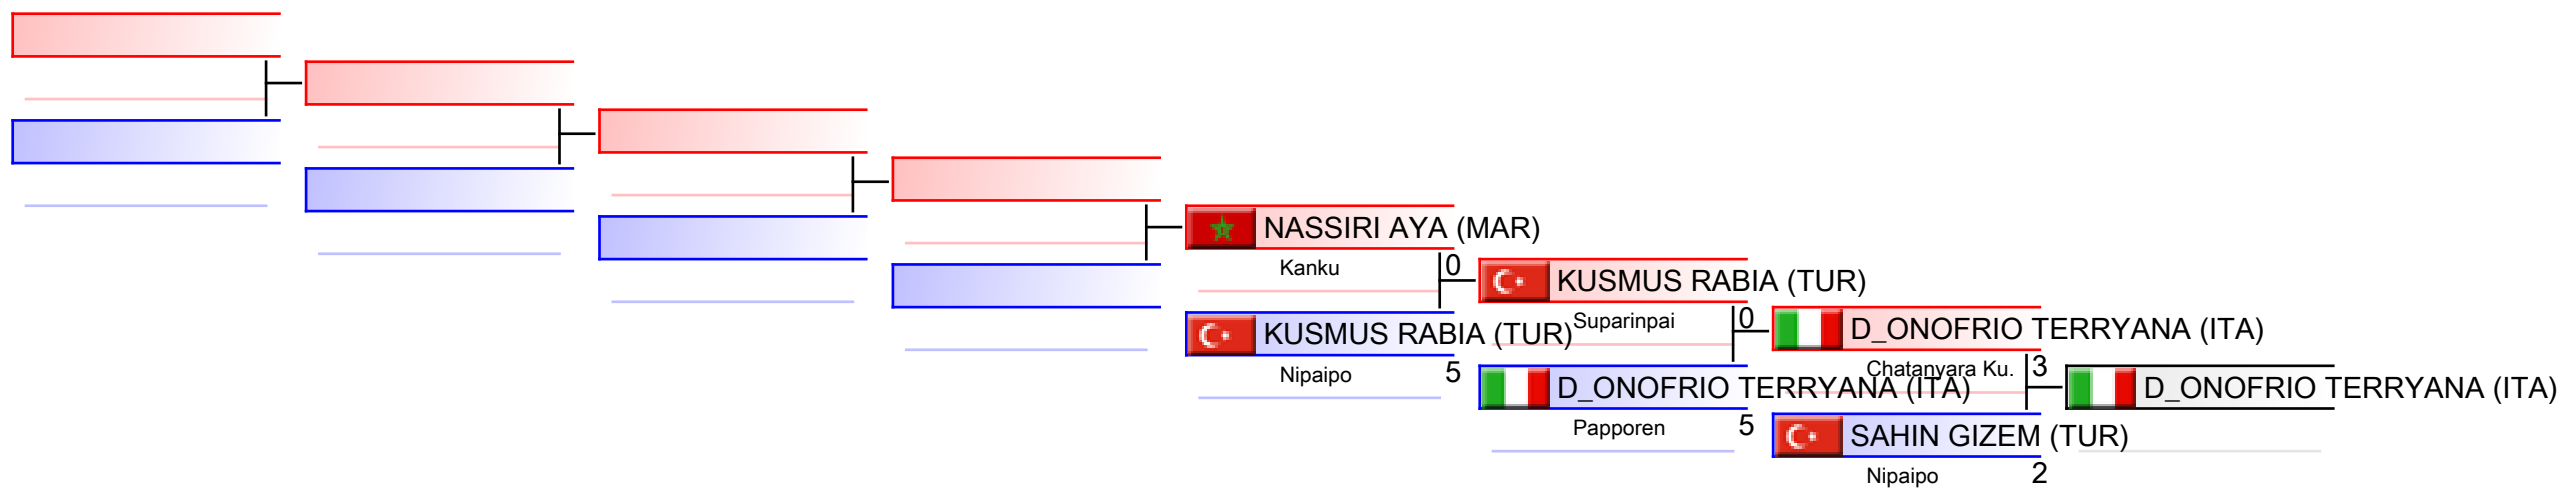 NASSIRI AYA (MAR)
Kanku
0
KUSMUS RABIA (TUR)
Nipaipo
5
KUSMUS RABIA (TUR)
Suparinpai
0
D_ONOFRIO TERRYANA (ITA)
Papporen
5
D_ONOFRIO TERRYANA (ITA)
Chatanyara Ku.
3
SAHIN GIZEM (TUR)
Nipaipo
2
D_ONOFRIO TERRYANA (ITA)